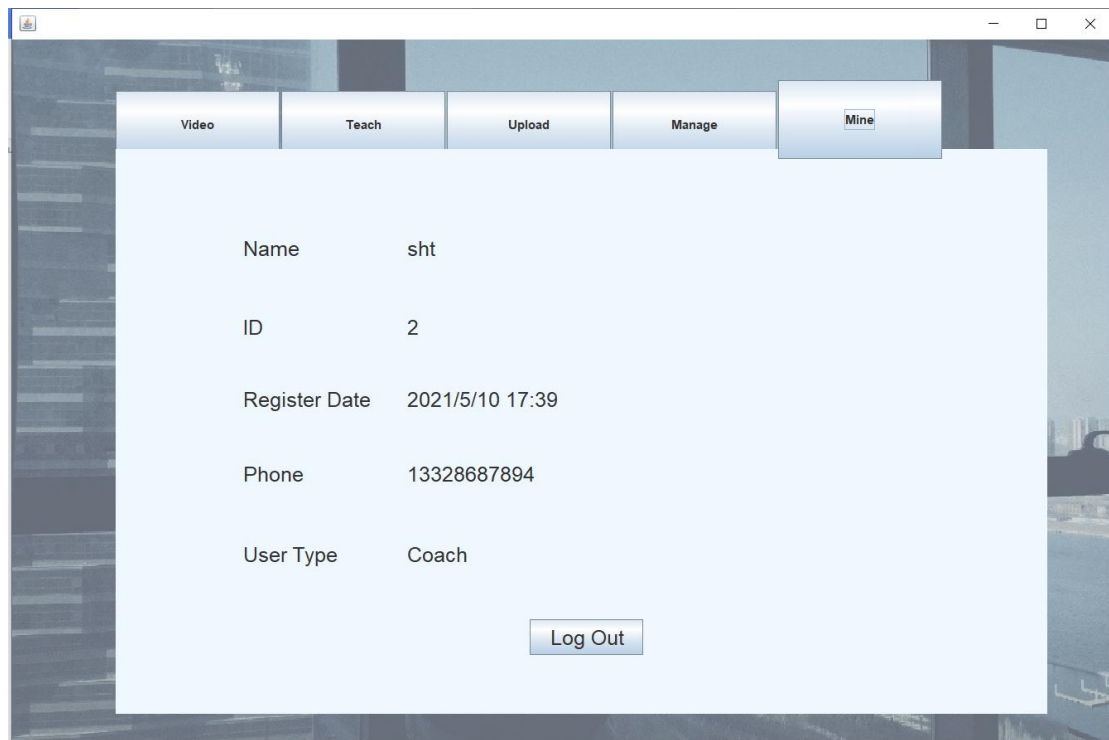 Video Teach Upload Manage Mine
Name sht
ID 2
Register Date 2021/5/10 17:39
Phone 13328687894
User Type Coach
Log Out